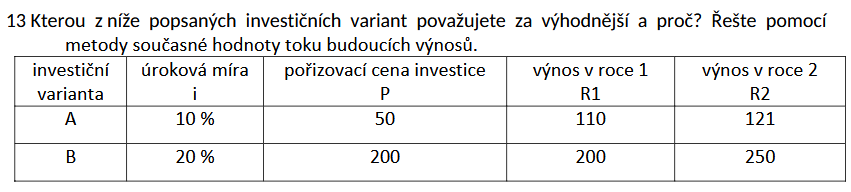 13 Kterou z níže popsaných investičních variant považujete za výhodnější a proč? Řešte pomocí
metody současné hodnoty toku budoucích výnosů.
investiční varianta úroková míra i pořizovací cena investice P výnos v roce 1 R1 výnos v roce 2 R2
A 10 % 50 110 121
B 20 % 200 200 250